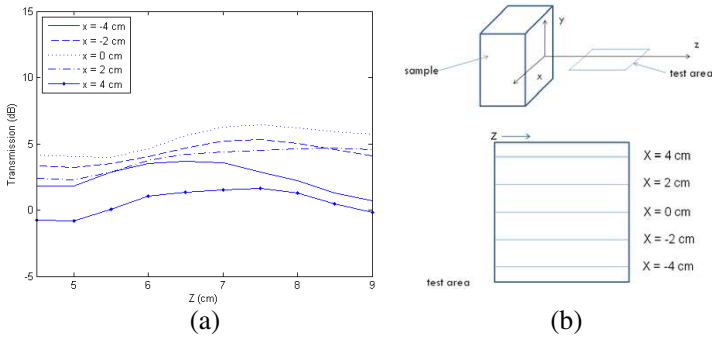 15
10
5
0
-5
Transmission (dB)
x = -4 cm
x = -2 cm
x = 0 cm
x = 2 cm
x = 4 cm
5
6
7
8
9
Z (cm)
(a)
y
z
x
sample
test area
Z
X = 4 cm
X = 2 cm
X = 0 cm
X = -2 cm
X = -4 cm
test area
(b)